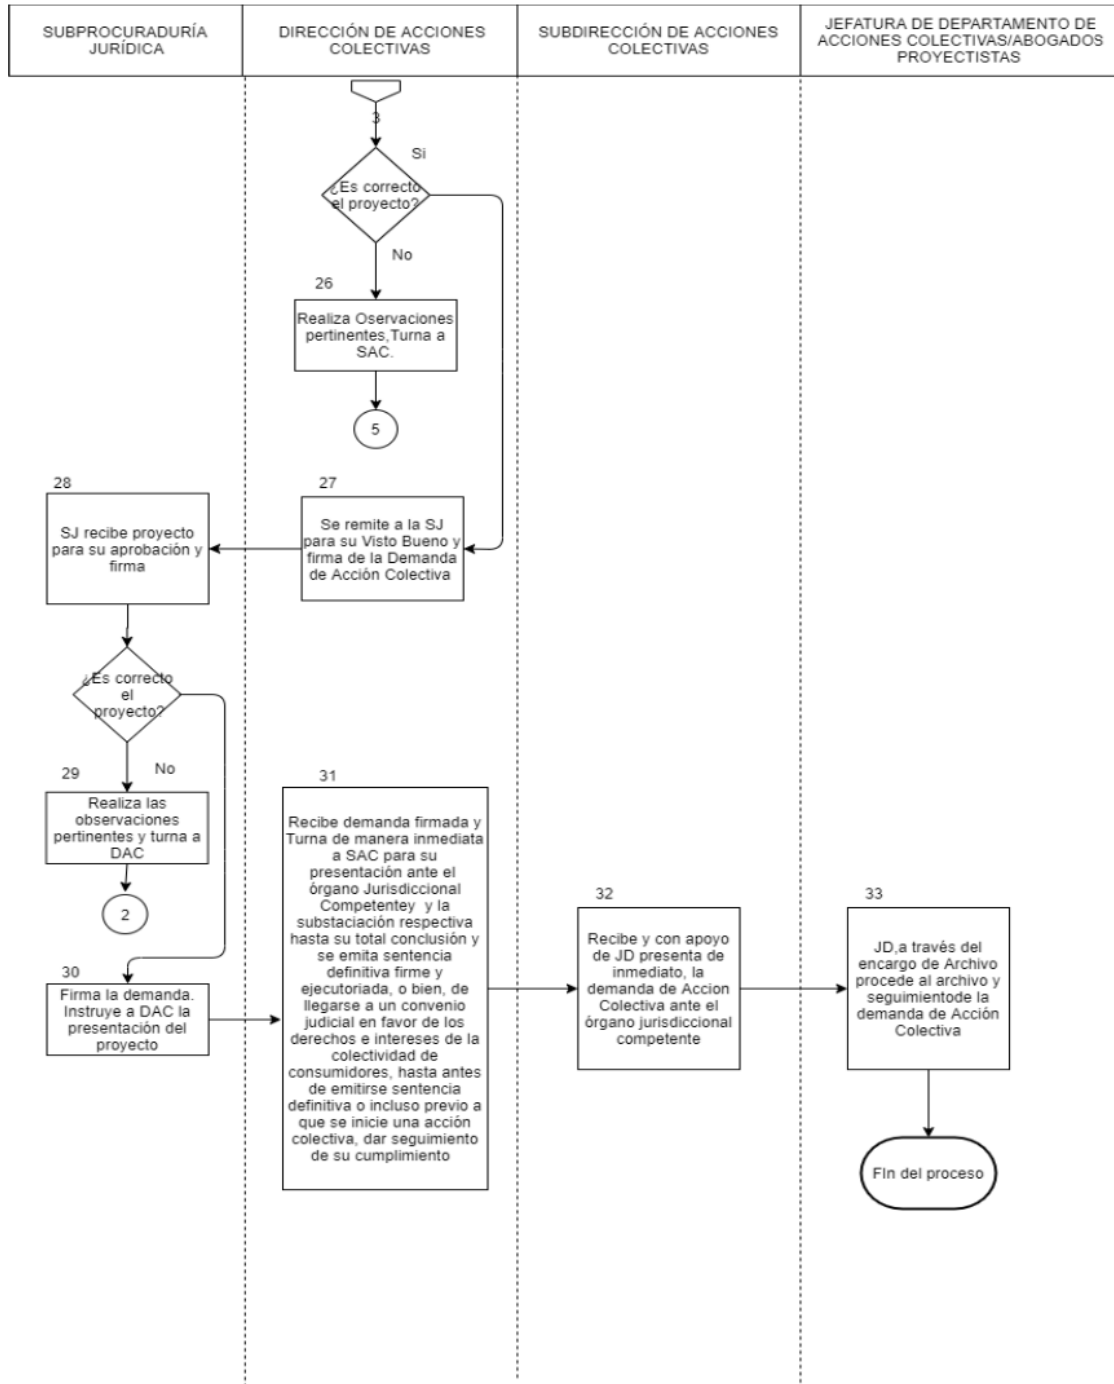 SUBPROCURADURÍA
JURÍDICA
DIRECCIÓN DE ACCIONES
COLECTIVAS
SUBDIRECCIÓN DE ACCIONES
COLECTIVAS
JEFATURA DE DEPARTAMENTO DE
ACCIONES COLECTIVAS/ABOGADOS
PROYECTISTAS
3
Si
¿Es correcto
el proyecto?
No
26
Realiza Oservaciones
pertinentes,Turna a
SAC.
5
28
SJ recibe proyecto
para su aprobación y
firma
27
Se remite a la SJ
para su Visto Bueno y
firma de la Demanda
de Acción Colectiva
¿Es correcto
el
proyecto?
No
29
Realiza las
observaciones
pertinentes y turna a
DAC
2
30
Firma la demanda.
Instruye a DAC la
presentación del
proyecto
31
Recibe demanda firmada y
Turna de manera inmediata
a SAC para su
presentación ante el
órgano Jurisdiccional
Competentey y la
substaciación respectiva
hasta su total conclusión y
se emita sentencia
definitiva firme y
ejecutoriada, o bien, de
llegarse a un convenio
judicial en favor de los
derechos e intereses de la
colectividad de
consumidores, hasta antes
de emitirse sentencia
definitiva o incluso previo a
que se inicie una acción
colectiva, dar seguimiento
de su cumplimiento
32
Recibe y con apoyo
de JD presenta de
inmediato, la
demanda de Accion
Colectiva ante el
órgano jurisdiccional
competente
33
JD,a través del
encargo de Archivo
procede al archivo y
seguimientode la
demanda de Acción
Colectiva
FIn del proceso